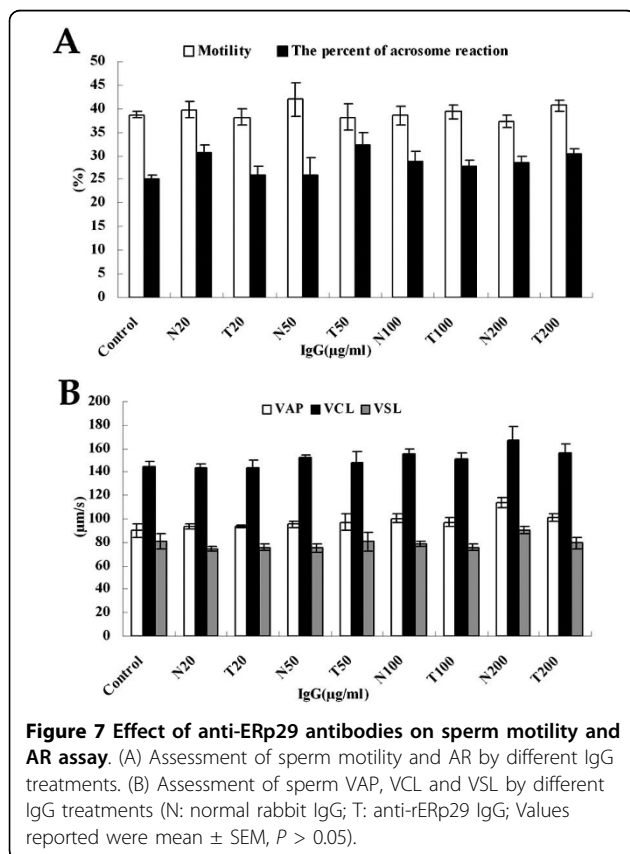 A
Motility The percent of acrosome reaction
50
45
40
35
30
25
20
15
10
5
0
(%)
Control N20 T20 N50 T50 N100 T100 N200 T200
IgG(μg/ml)
B
VAP VCL VSL
200
180
160
140
120
100
80
60
40
20
0
(μm/s)
Control N20 T20 N50 T50 N100 T100 N200 T200
IgG(μg/ml)
Figure 7 Effect of anti-ERp29 antibodies on sperm motility and
AR assay. (A) Assessment of sperm motility and AR by different IgG
treatments. (B) Assessment of sperm VAP, VCL and VSL by different
IgG treatments (N: normal rabbit IgG; T: anti-rERp29 IgG; Values
reported were mean ± SEM, P > 0.05).